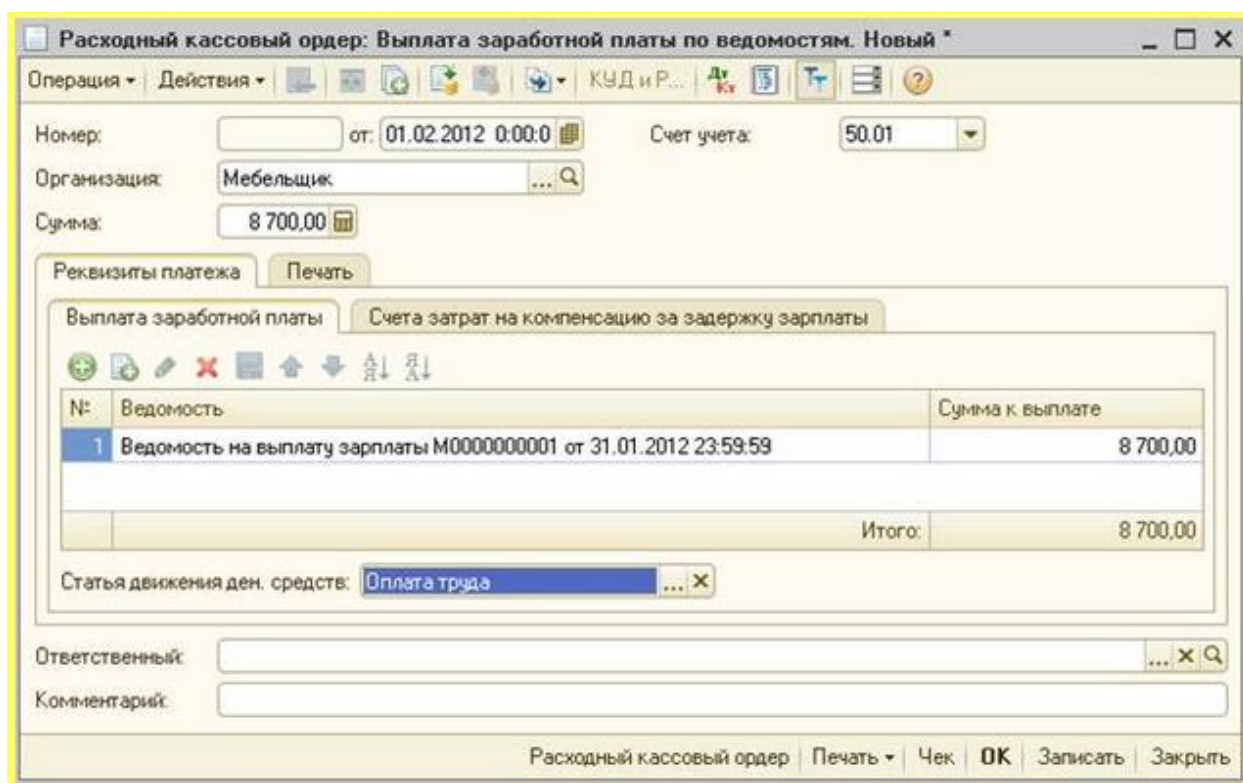 Расходный кассовый ордер: Выплата заработной платы по ведомостям. Новый *
Операция Действия КУДиР... Дт Кт
Номер: от: 01.02.2012 0:00:0 Счет учета: 50.01
Организация: Мебельщик ...
Сумма: 8 700,00
Реквизиты платежа Печать
Выплата заработной платы Счета затрат на компенсацию за задержку зарплаты
№ Ведомость Сумма к выплате
1 Ведомость на выплату зарплаты М0000000001 от 31.01.2012 23:59:59 8 700,00
Итого: 8 700,00
Статья движения ден. средств: Оплата труда ...
Ответственный: ...
Комментарий:
Расходный кассовый ордер Печать Чек OK Записать Закрыть